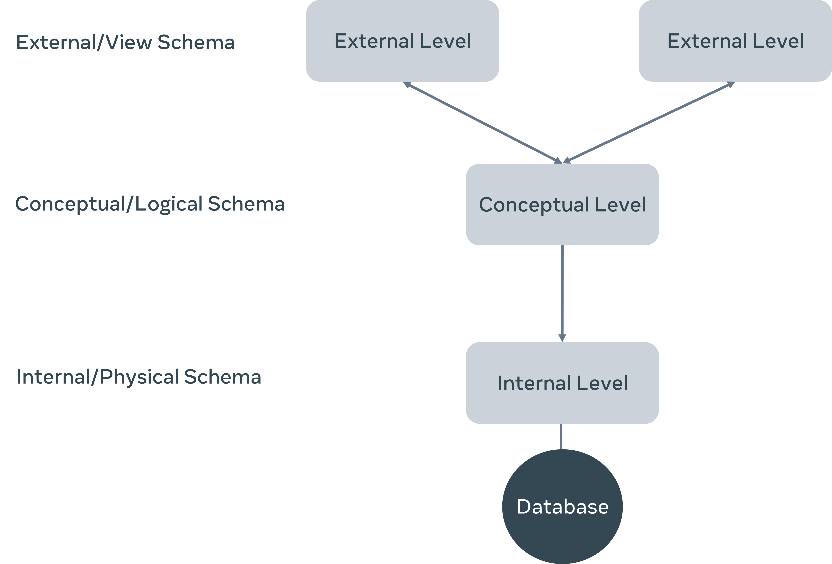 External/View Schema
External Level
External Level
Conceptual/Logical Schema
Conceptual Level
Internal/Physical Schema
Internal Level
Database